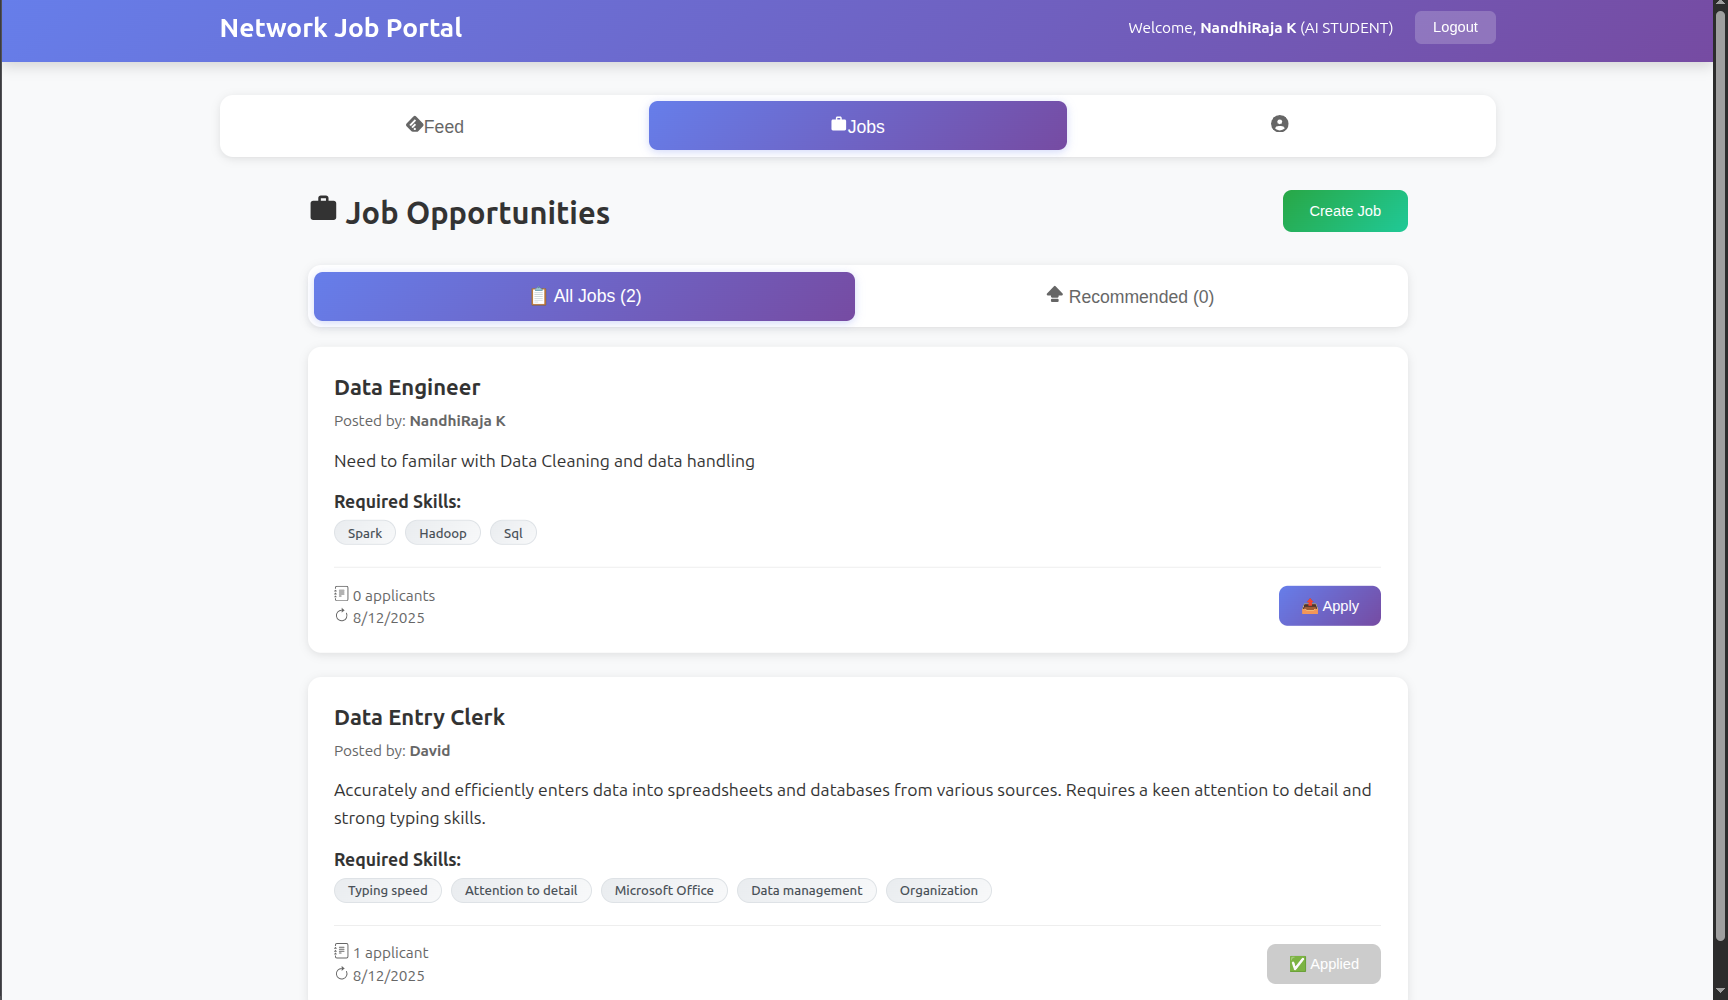 Network Job Portal
Welcome, NandhiRaja K (AI STUDENT)
Logout
Feed
Jobs
Job Opportunities
Create Job
All Jobs (2)
Recommended (0)
Data Engineer
Posted by: NandhiRaja K
Need to familar with Data Cleaning and data handling
Required Skills:
Spark Hadoop Sql
0 applicants
8/12/2025
Apply
Data Entry Clerk
Posted by: David
Accurately and efficiently enters data into spreadsheets and databases from various sources. Requires a keen attention to detail and
strong typing skills.
Required Skills:
Typing speed Attention to detail Microsoft Office Data management Organization
1 applicant
8/12/2025
Applied